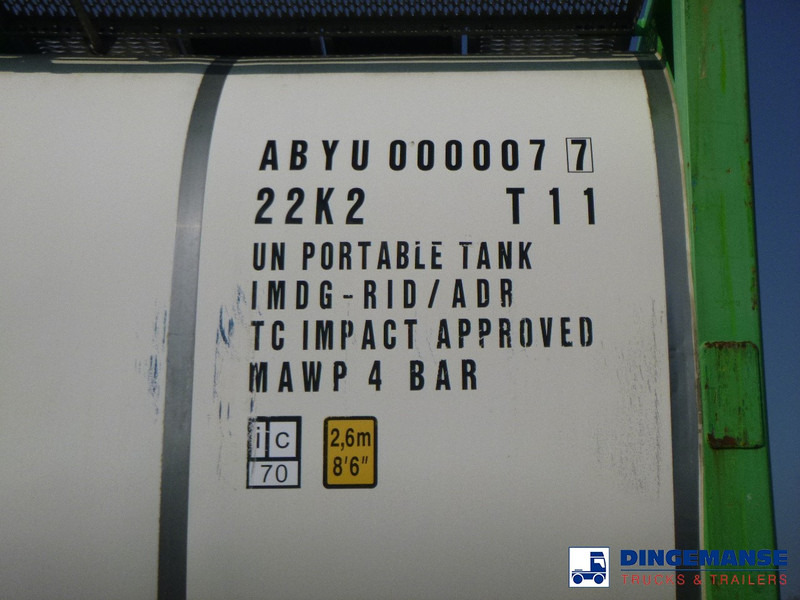 ABYU 000007 7
22K2 T11
UN PORTABLE TANK
IMDG-RID/ADR
TC IMPACT APPROVED
MAWP 4 BAR
ic
70
2,6m
8'6"
DINGEMANSE
TRUCKS & TRAILERS